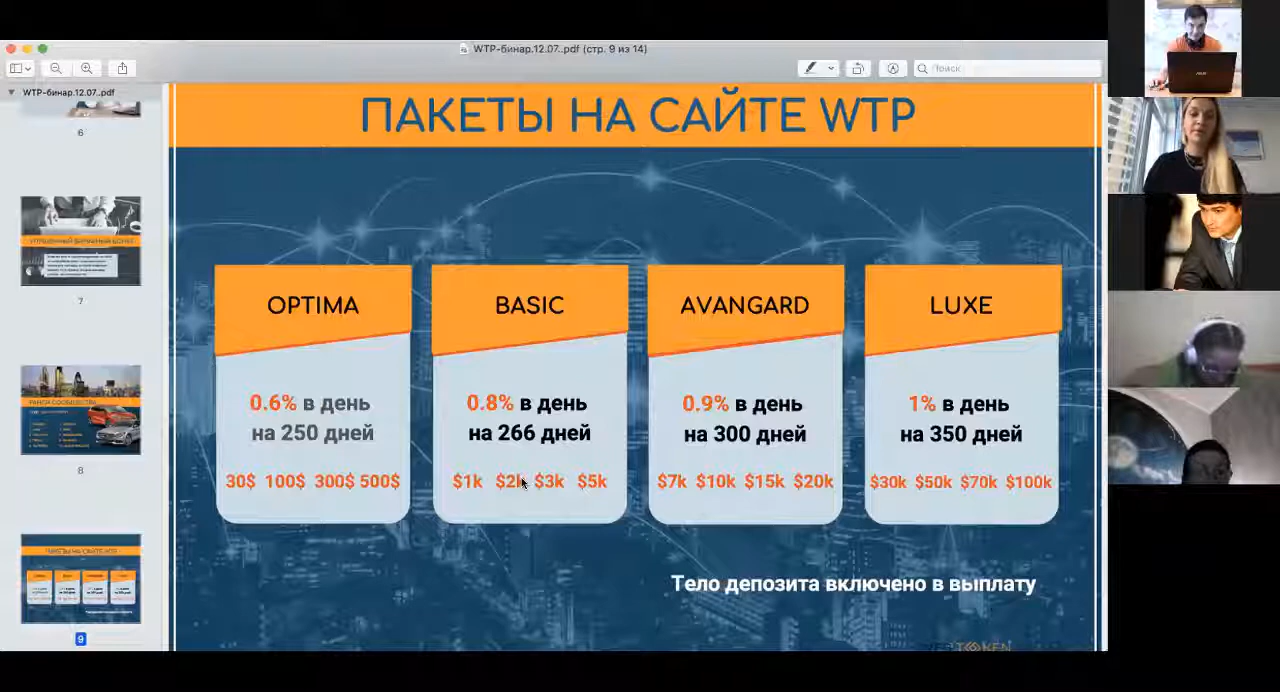 WTP-бинар.12.07..pdf (стр. 9 из 14)
Поиск
WTP-бинар.12.07..pdf
6
7
8
9
ПАКЕТЫ НА САЙТЕ WTP
OPTIMA
0.6% в день
на 250 дней
30$ 100$ 300$ 500$
BASIC
0.8% в день
на 266 дней
$1k $2k $3k $5k
AVANGARD
0.9% в день
на 300 дней
$7k $10k $15k $20k
LUXE
1% в день
на 350 дней
$30k $50k $70k $100k
Тело депозита включено в выплату